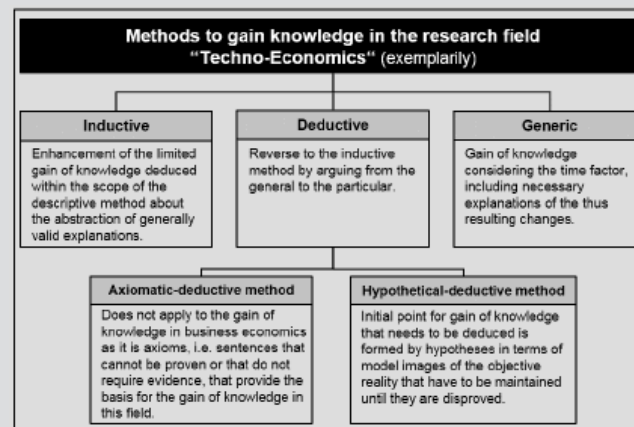 Methods to gain knowledge in the research field
"Techno-Economics" (exemplarily)
Inductive
Enhancement of the limited
gain of knowledge deduced
within the scope of the
descriptive method about
the abstraction of generally
valid explanations.
Deductive
Reverse to the inductive
method by arguing from the
general to the particular.
Generic
Gain of knowledge
considering the time factor,
including necessary
explanations of the thus
resulting changes.
Axiomatic-deductive method
Does not apply to the gain of
knowledge in business economics
as it is axioms, i.e. sentences that
cannot be proven or that do not
require evidence, that provide the
basis for the gain of knowledge in
this field.
Hypothetical-deductive method
Initial point for gain of knowledge
that needs to be deduced is
formed by hypotheses in terms of
model images of the objective
reality that have to be maintained
until they are disproved.